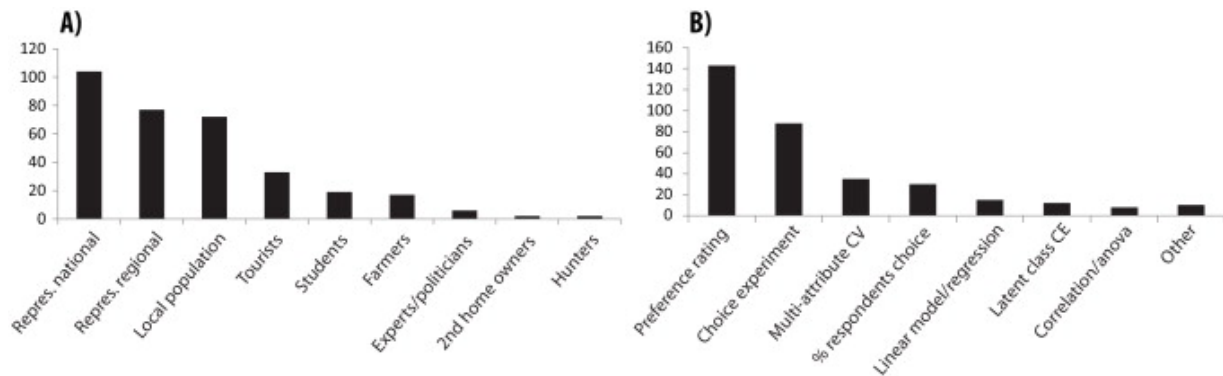 A)
120
100
80
60
40
20
0
Repres. national
Repres. regional
Local population
Tourists
Students
Farmers
Experts/politicians
2nd home owners
Hunters
B)
160
140
120
100
80
60
40
20
0
Preference rating
Choice experiment
Multi-attribute CV
% respondents choice
Linear model/regression
Latent class CE
Correlation/anova
Other